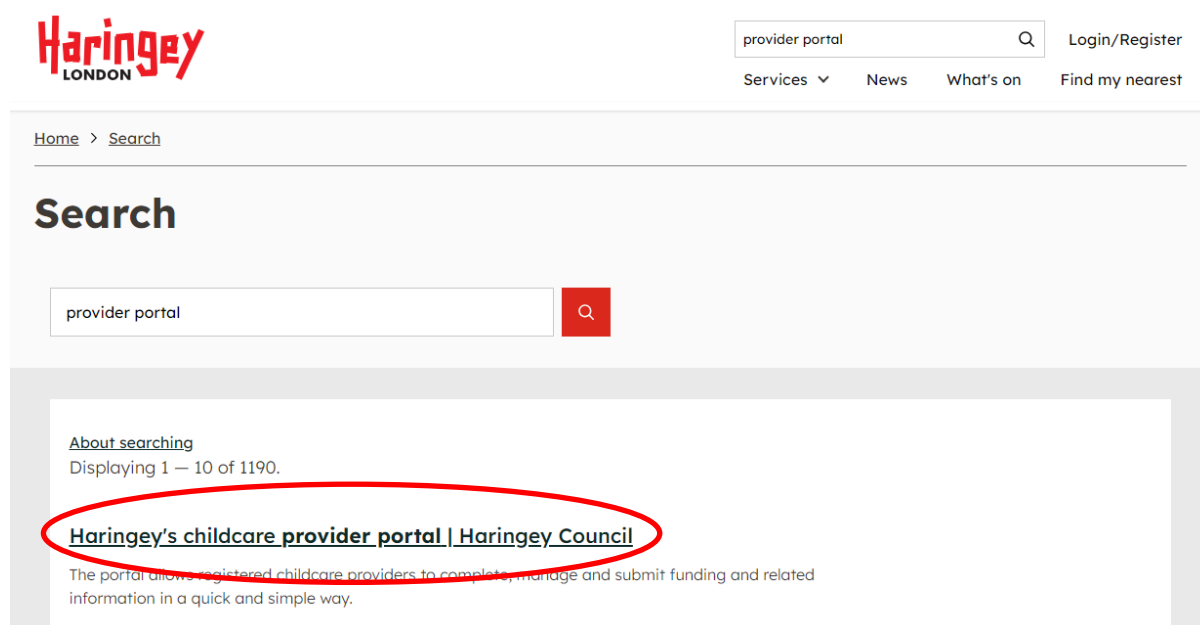 Haringey
LONDON
provider portal
Login/Register
Services
News
What's on
Find my nearest
Home > Search
Search
provider portal
About searching
Displaying 1 — 10 of 1190.
Haringey's childcare provider portal | Haringey Council
The portal allows registered childcare providers to complete, manage and submit funding and related
information in a quick and simple way.